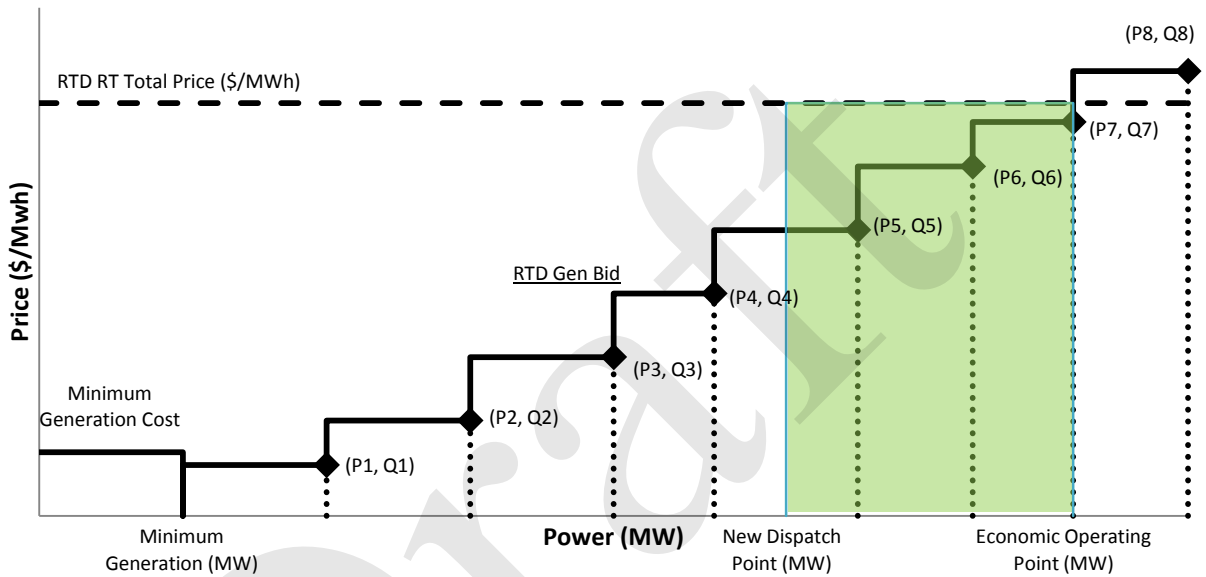 (P8, Q8)
RTD RT Total Price ($/MWh)
(P7, Q7)
(P6, Q6)
(P5, Q5)
RTD Gen Bid
(P4, Q4)
Price ($/Mwh)
(P3, Q3)
Minimum
Generation Cost
(P2, Q2)
(P1, Q1)
Minimum
Generation (MW)
Power (MW)
New Dispatch
Point (MW)
Economic Operating
Point (MW)
Draft